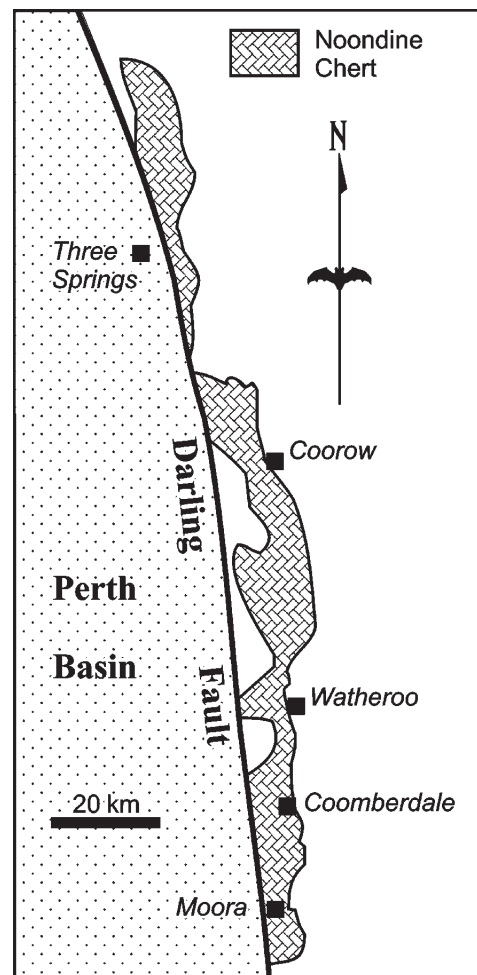 Noondine
Chert
N
Three
Springs
Coorow
Darling
Fault
Perth
Basin
Watheroo
20 km
Coomberdale
Moora